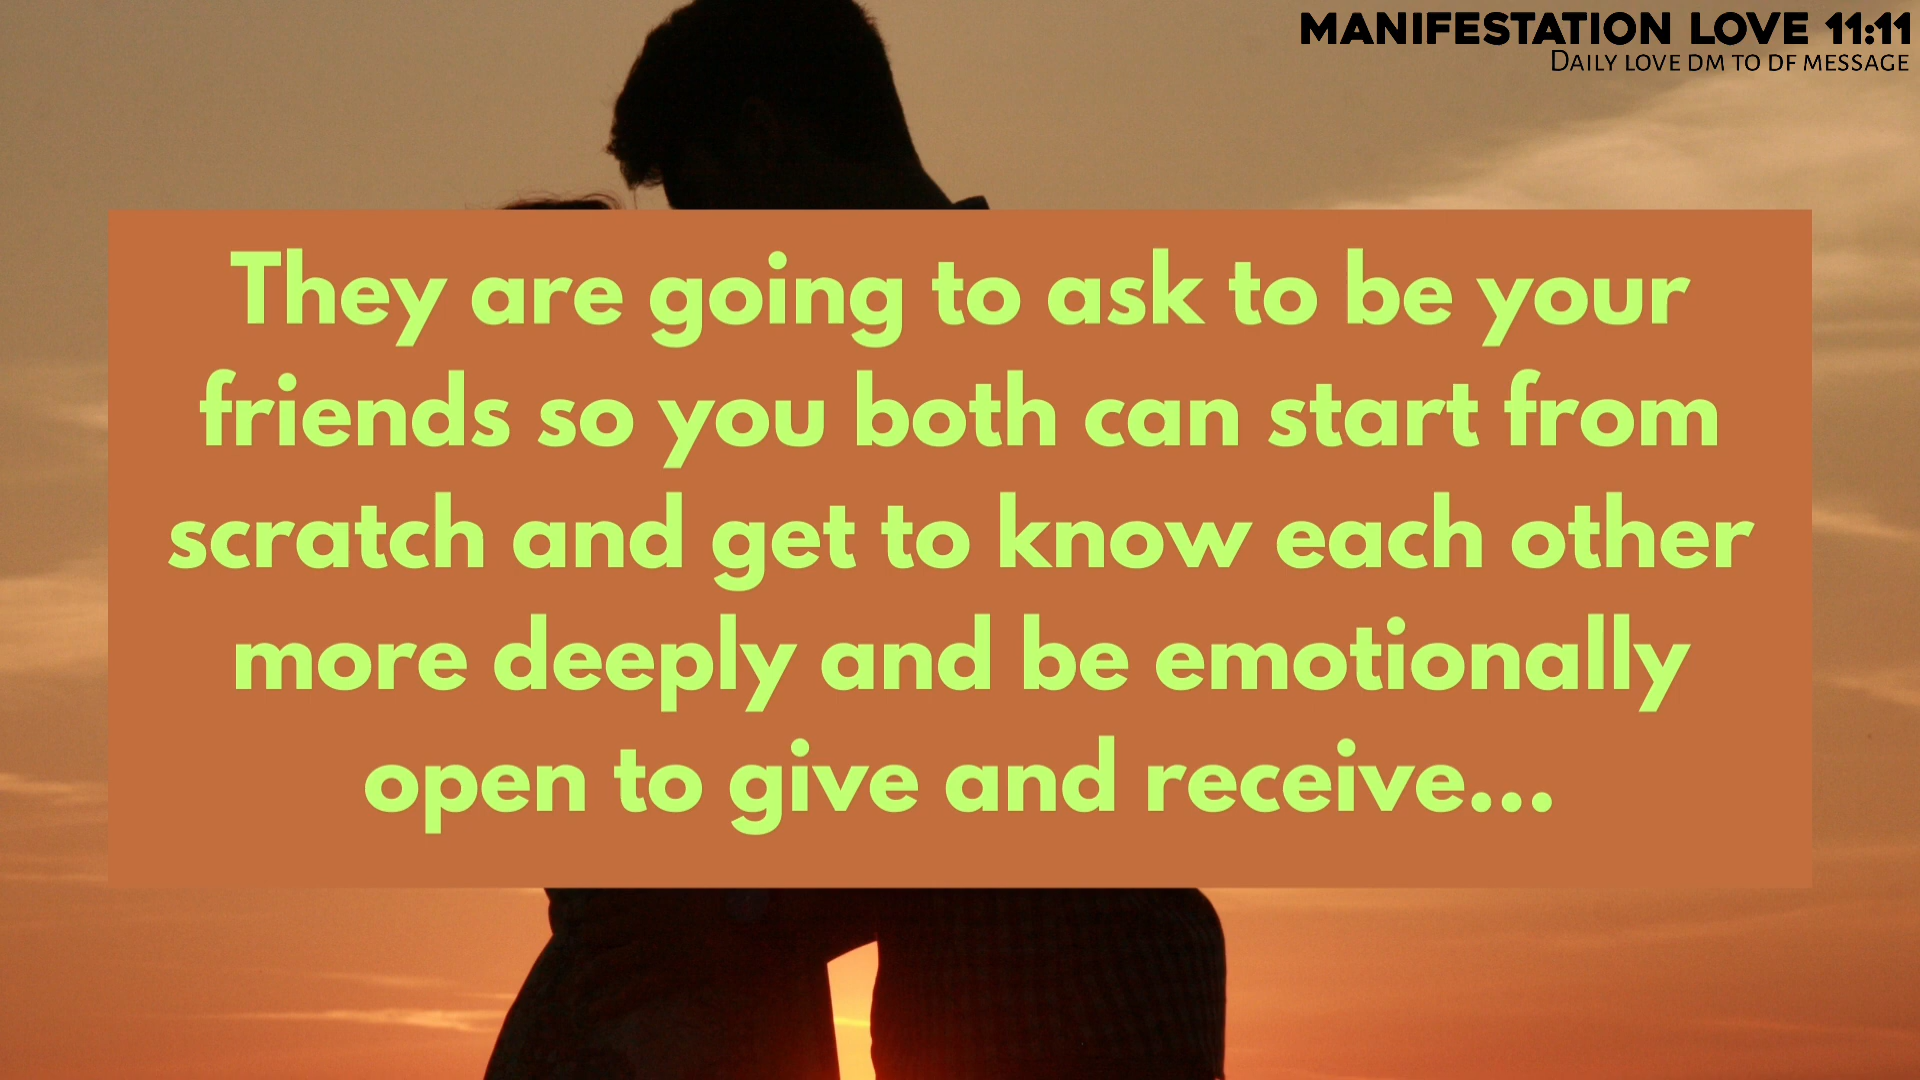 MANIFESTATION LOVE 11:11
DAILY LOVE DM TO DF MESSAGE
They are going to ask to be your
friends so you both can start from
scratch and get to know each other
more deeply and be emotionally
open to give and receive...